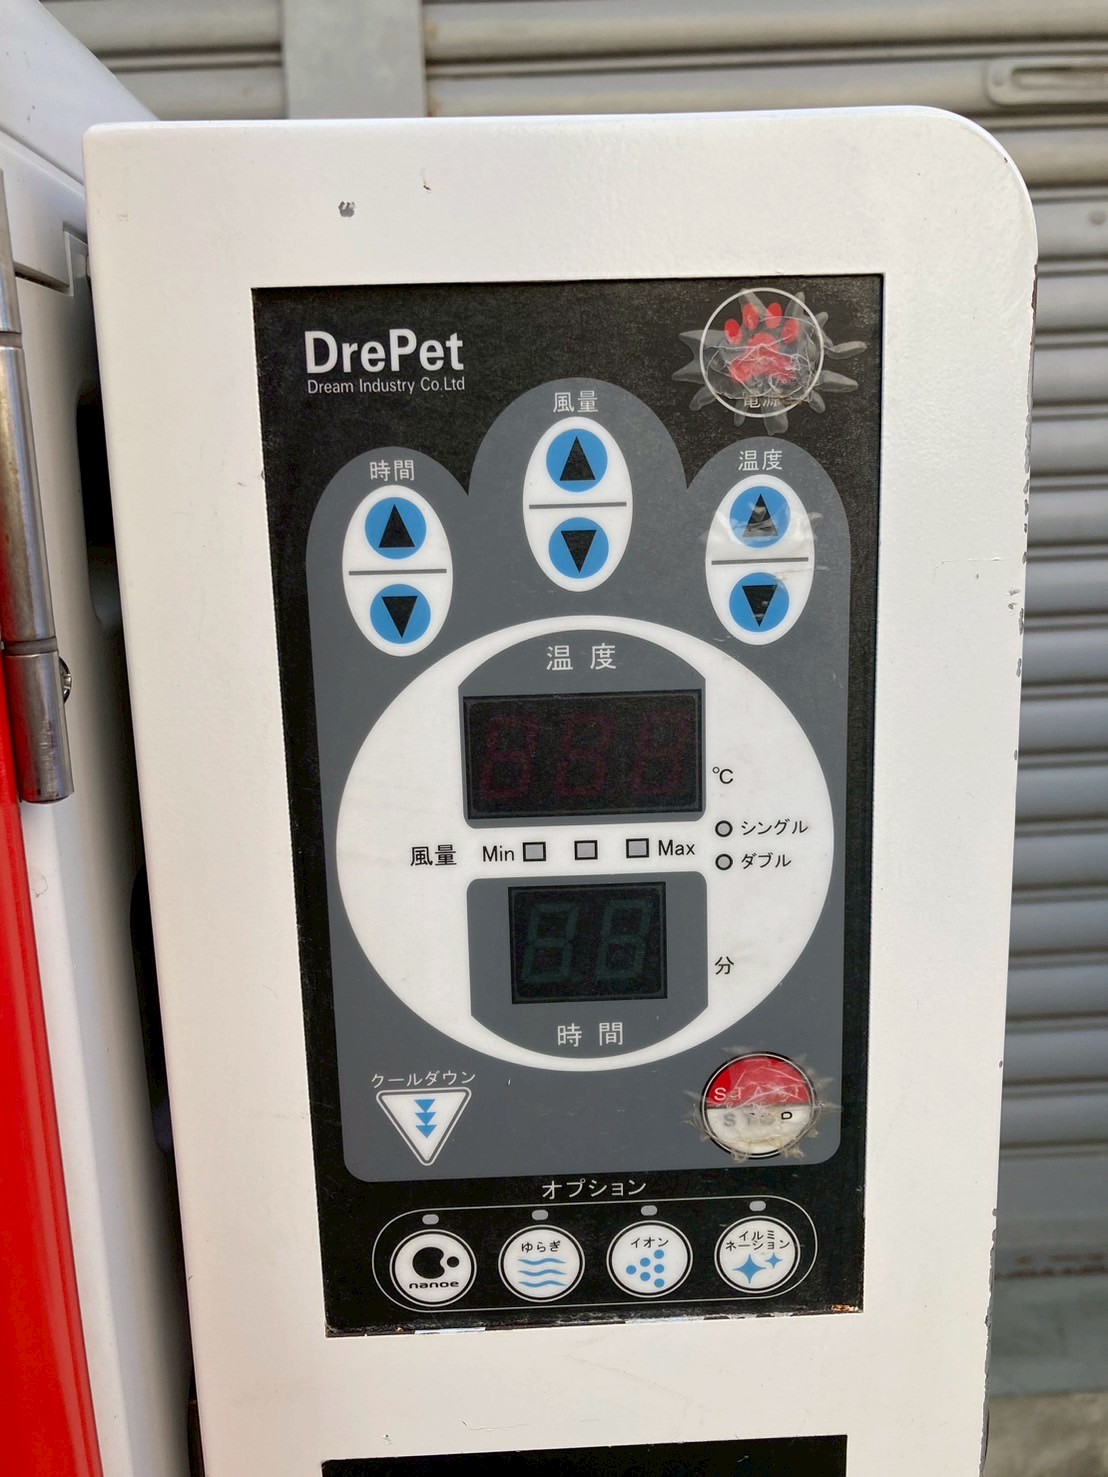 DrePet
Dream Industry Co.Ltd
電源
風量
時間
温度
温度
℃
シングル
風量 Min Max
ダブル
分
時間
クールダウン
START
STOP
オプション
nanoe
ゆらぎ
イオン
イルミ
ネーション